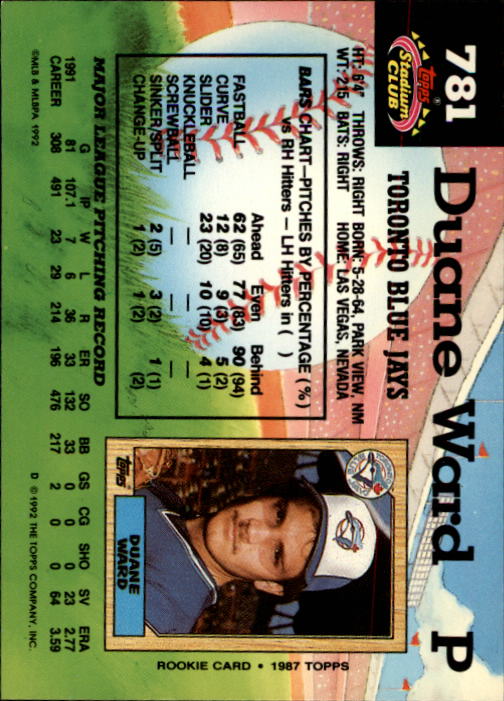 781
Topps
Stadium
CLUB
Duane Ward P
TORONTO BLUE JAYS
HT: 6'4" THROWS: RIGHT BORN: 5-28-64, PARK VIEW, NM
WT: 215 BATS: RIGHT HOME: LAS VEGAS, NEVADA
BARS CHART—PITCHES BY PERCENTAGE (%)
vs RH Hitters — LH Hitters in ( )
Ahead Even Behind
FASTBALL 62 (65) 77 (83) 90 (94)
CURVE 12 (8) 9 (3) 5 (2)
SLIDER 23 (20) 10 (10) 4 (1)
KNUCKLEBALL — — —
SCREWBALL — — —
SINKER/SPLIT 2 (5) 3 (2) 1 (1)
CHANGE-UP 1 (2) 1 (2) (2)
Topps
DUANE
WARD
ROOKIE CARD • 1987 TOPPS
MAJOR LEAGUE PITCHING RECORD
G IP W L R ER SO BB GS CG SHO SV ERA
1991 81 107.1 7 6 36 33 132 33 0 0 0 23 2.77
CAREER 308 491 23 29 214 196 476 217 2 0 0 64 3.59
©MLB & MLBPA 1992
D ©1992 THE TOPPS COMPANY, INC.